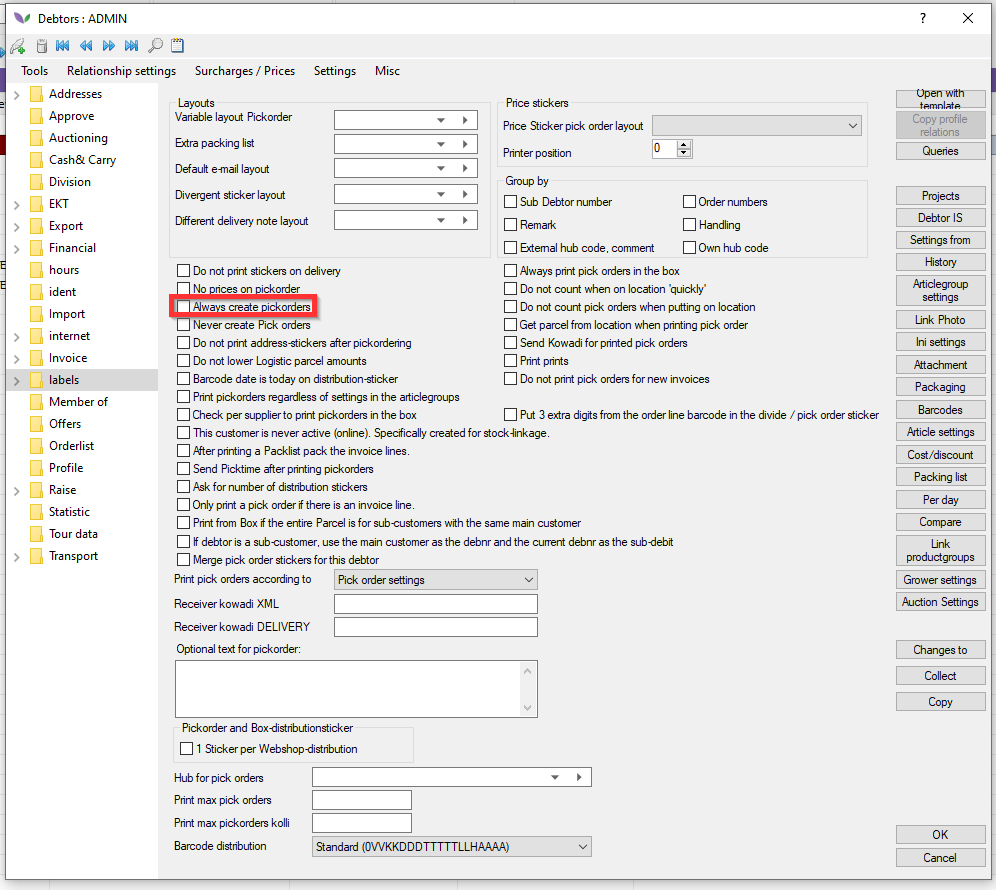 Debtors : ADMIN
?
Tools Relationship settings Surcharges / Prices Settings Misc
Addresses
Approve
Auctioning
Cash& Carry
Division
EKT
Export
Financial
hours
ident
Import
internet
Invoice
labels
Member of
Offers
Orderlist
Profile
Raise
Statistic
Tour data
Transport
Layouts
Variable layout Pickorder
Extra packing list
Default e-mail layout
Divergent sticker layout
Different delivery note layout
Price stickers
Price Sticker pick order layout
Printer position 0
Group by
Sub Debtor number Order numbers
Remark Handling
External hub code, comment Own hub code
Do not print stickers on delivery
No prices on pickorder
Always create pickorders
Never create Pick orders
Do not print address-stickers after pickordering
Do not lower Logistic parcel amounts
Barcode date is today on distribution-sticker
Print pickorders regardless of settings in the articlegroups
Check per supplier to print pickorders in the box
This customer is never active (online). Specifically created for stock-linkage.
After printing a Packlist pack the invoice lines.
Send Picktime after printing pickorders
Ask for number of distribution stickers
Only print a pick order if there is an invoice line.
Print from Box if the entire Parcel is for sub-customers with the same main customer
If debtor is a sub-customer, use the main customer as the debnr and the current debnr as the sub-debit
Merge pick order stickers for this debtor
Always print pick orders in the box
Do not count when on location 'quickly'
Do not count pick orders when putting on location
Get parcel from location when printing pick order
Send Kowadi for printed pick orders
Print prints
Do not print pick orders for new invoices
Put 3 extra digits from the order line barcode in the divide / pick order sticker
Print pick orders according to Pick order settings
Receiver kowadi XML
Receiver kowadi DELIVERY
Optional text for pickorder:
Pickorder and Box-distributionsticker
1 Sticker per Webshop-distribution
Hub for pick orders
Print max pick orders
Print max pickorders kolli
Barcode distribution Standard (0VVKKDDDTTTTTLLHAAAA)
Open with
template
Copy profile
relations
Queries
Projects
Debtor IS
Settings from
History
Articlegroup
settings
Link Photo
Ini settings
Attachment
Packaging
Barcodes
Article settings
Cost/discount
Packing list
Per day
Compare
Link
productgroups
Grower settings
Auction Settings
Changes to
Collect
Copy
OK
Cancel